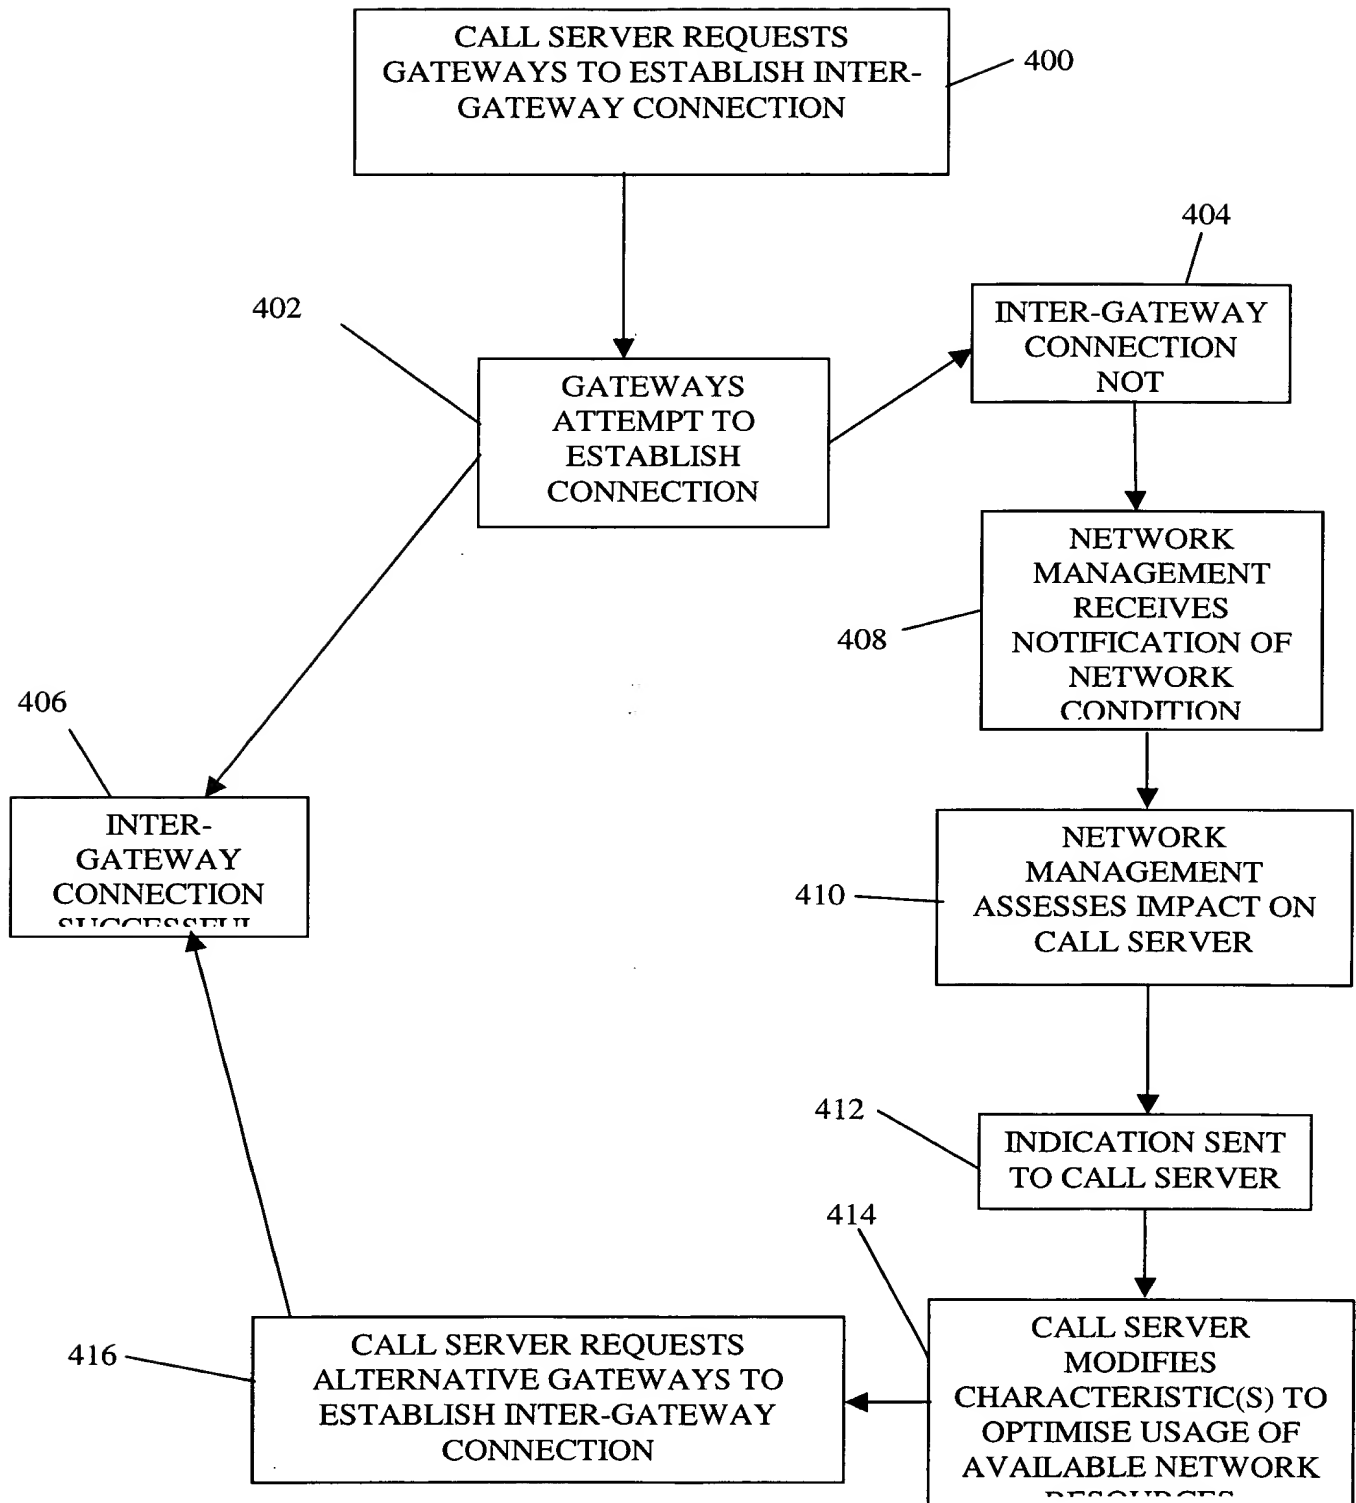 CALL SERVER REQUESTS
GATEWAYS TO ESTABLISH INTER-
GATEWAY CONNECTION
400
404
402
INTER-GATEWAY
CONNECTION
NOT
GATEWAYS
ATTEMPT TO
ESTABLISH
CONNECTION
NETWORK
MANAGEMENT
RECEIVES
NOTIFICATION OF
NETWORK
CONDITION
408
406
INTER-
GATEWAY
CONNECTION
SUCCESSFUL
NETWORK
MANAGEMENT
ASSESSES IMPACT ON
CALL SERVER
410
412
INDICATION SENT
TO CALL SERVER
414
CALL SERVER
MODIFIES
CHARACTERISTIC(S) TO
OPTIMISE USAGE OF
AVAILABLE NETWORK
RESOURCES
416
CALL SERVER REQUESTS
ALTERNATIVE GATEWAYS TO
ESTABLISH INTER-GATEWAY
CONNECTION